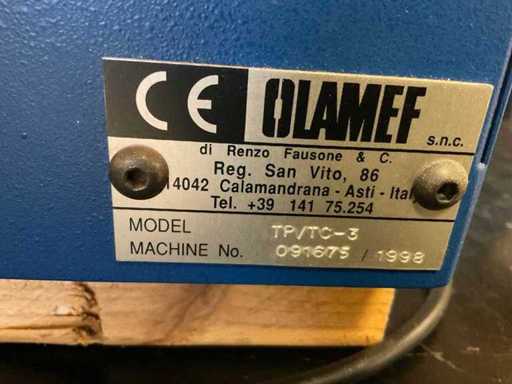 CE OLAMEF s.n.c.
di Renzo Fausone & C.
Reg. San Vito, 86
14042 Calamandrana - Asti -
Tel. +39 141 75.254
MODEL TP/TC-3
MACHINE No. 091675 / 1998